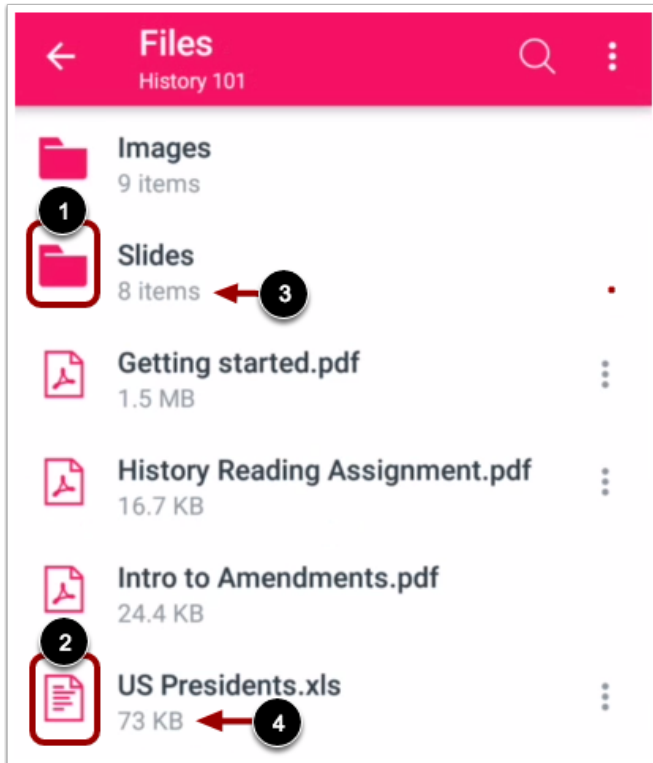 Files
History 101
Images
9 items
1
Slides
8 items
3
Getting started.pdf
1.5 MB
History Reading Assignment.pdf
16.7 KB
Intro to Amendments.pdf
24.4 KB
2
US Presidents.xls
73 KB
4